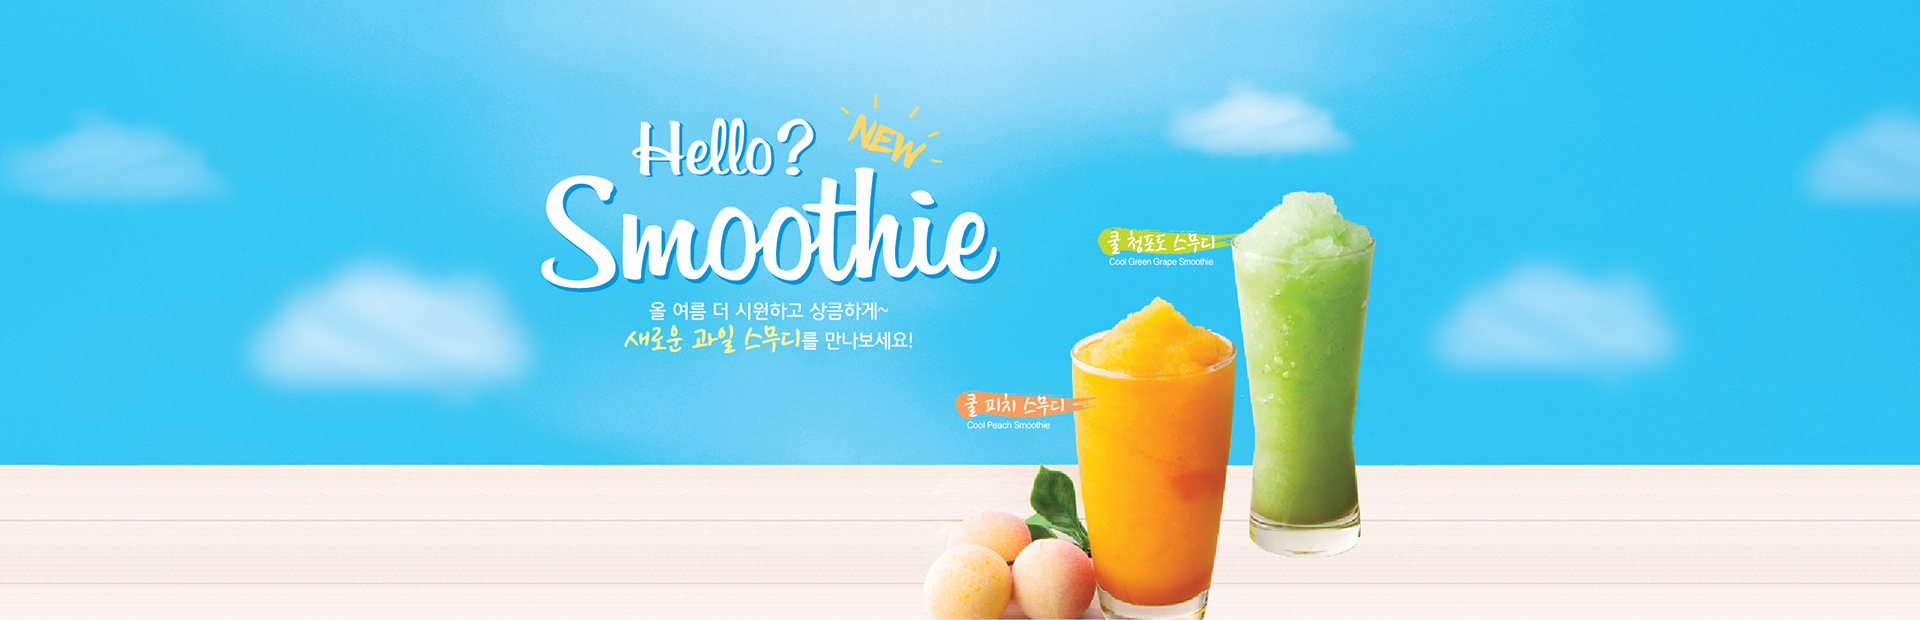 Hello?
NEW
Smoothie
올 여름 더 시원하고 상큼하게~
새로운 과일 스무디를 만나보세요!
쿨 청포도 스무디
Cool Green Grape Smoothie
쿨 피치 스무디
Cool Peach Smoothie